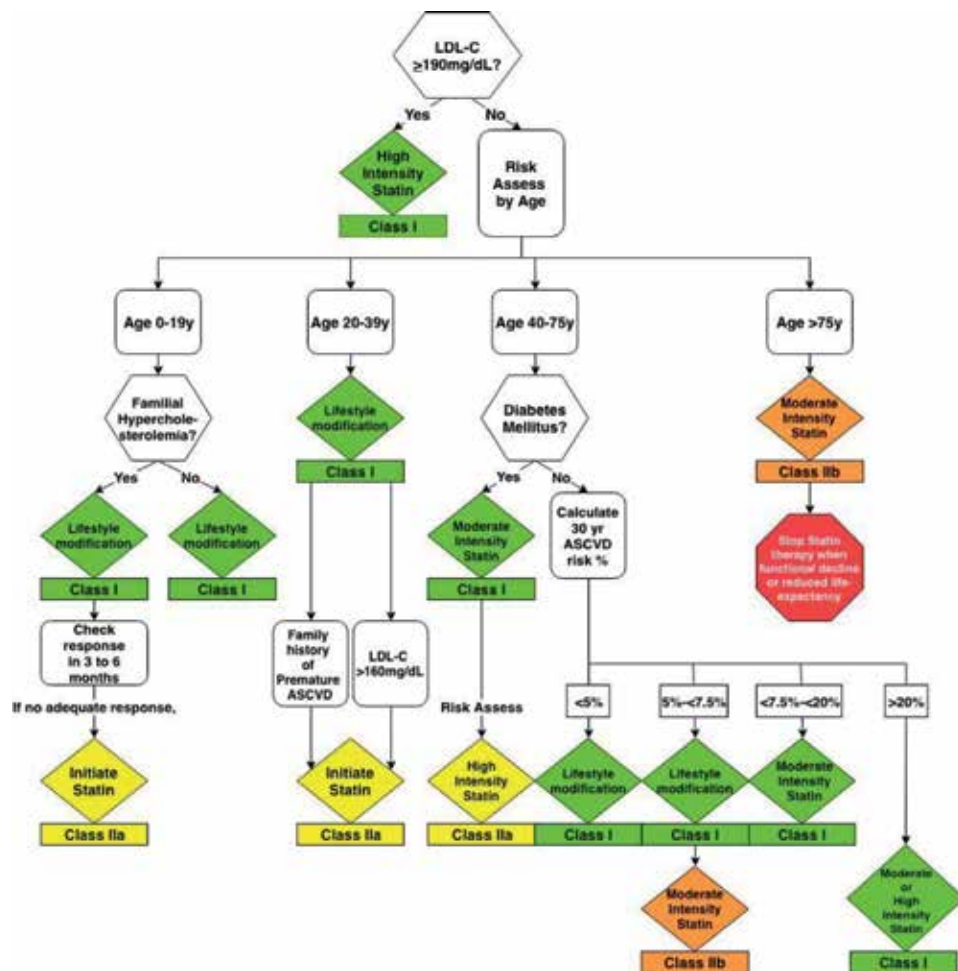 LDL-C
≥190mg/dL?
Yes
No
High
Intensity
Statin
Class I
Risk
Assess
by Age
Age 0-19y
Age 20-39y
Age 40-75y
Age >75y
Familial
Hyperchole-
sterolemia?
Lifestyle
modification
Class I
Diabetes
Mellitus?
Moderate
Intensity
Statin
Class IIb
Yes
No
Yes
No
Lifestyle
modification
Class I
Lifestyle
modification
Class I
Moderate
Intensity
Statin
Class I
Calculate
30 yr
ASCVD
risk %
Stop Statin
therapy when
functional decline
or reduced life-
expectancy
Check
response
in 3 to 6
months
Family
history
of
Premature
ASCVD
LDL-C
>160mg/dL
If no adequate response,
Risk Assess
<5%
5%-<7.5%
<7.5%-<20%
>20%
Initiate
Statin
Class IIa
Initiate
Statin
Class IIa
High
Intensity
Statin
Class IIa
Lifestyle
modification
Class I
Lifestyle
modification
Class I
Moderate
Intensity
Statin
Class I
Moderate
Intensity
Statin
Class IIb
Moderate
or
High
Intensity
Statin
Class I